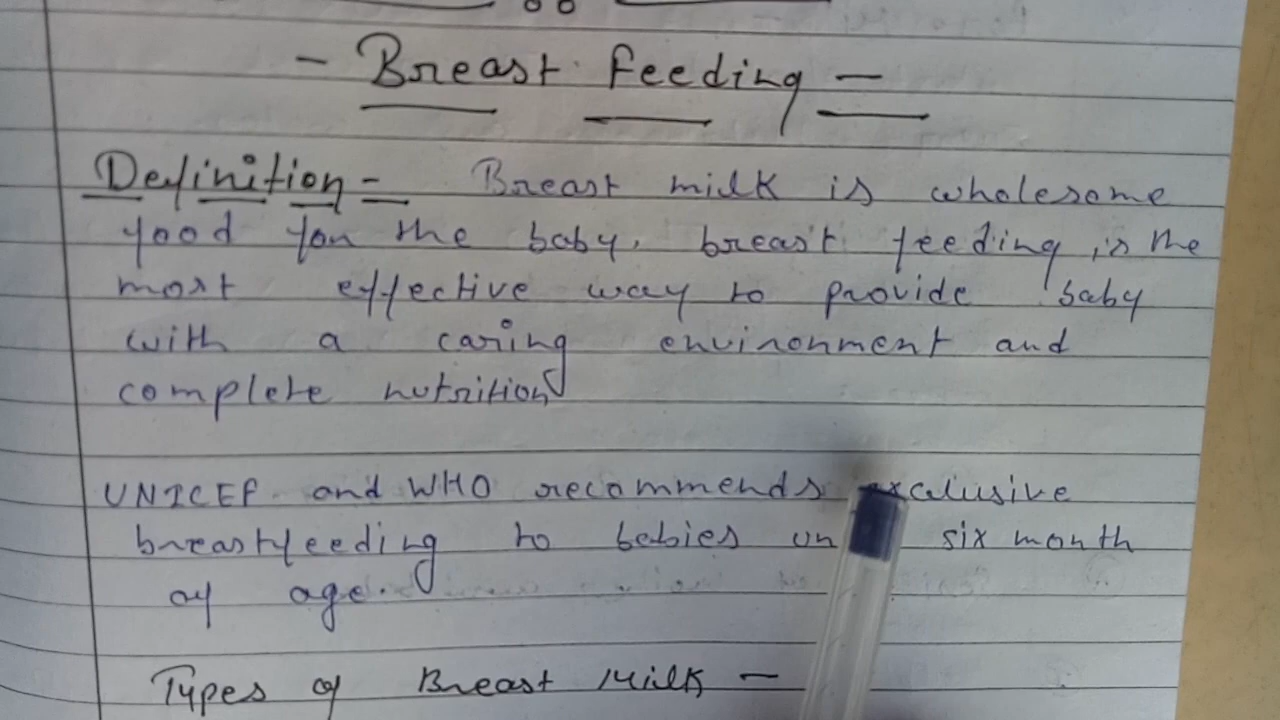 - Breast Feeding -
Definition - Breast milk is wholesome
food for the baby, breast feeding is the
most effective way to provide baby
with a caring environment and
complete nutrition
UNICEF and WHO recommends exclusive
breastfeeding to babies un six month
of age.
Types of Breast Milk -